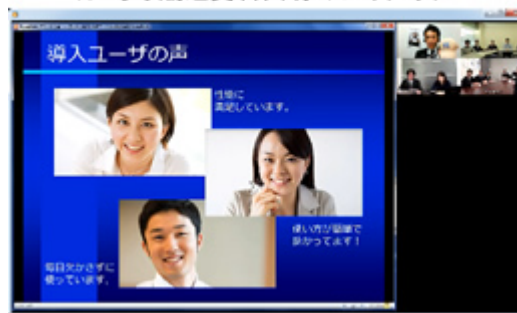 導入ユーザの声
性能に
満足しています。
使い方が簡単で
助かってます！
毎日欠かさずに
使っています。